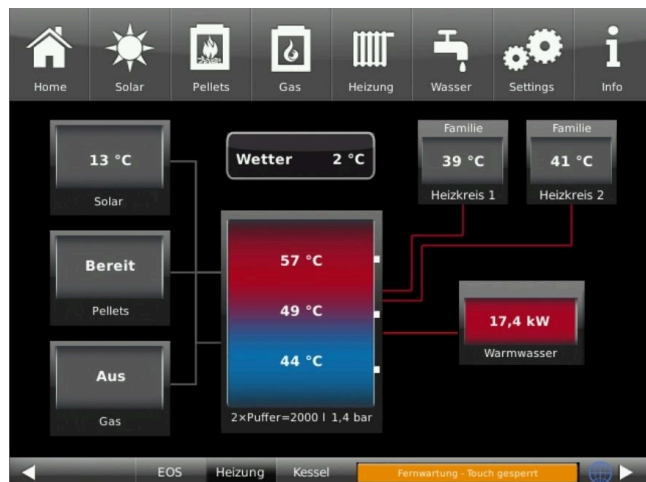 Home Solar Pellets Gas Heizung Wasser Settings Info
13 °C
Solar
Wetter 2 °C
Familie
39 °C
Heizkreis 1
Familie
41 °C
Heizkreis 2
Bereit
Pellets
57 °C
49 °C
44 °C
2×Puffer=2000 l 1,4 bar
17,4 kW
Warmwasser
Aus
Gas
EOS Heizung Kessel Fernwartung - Touch gesperrt